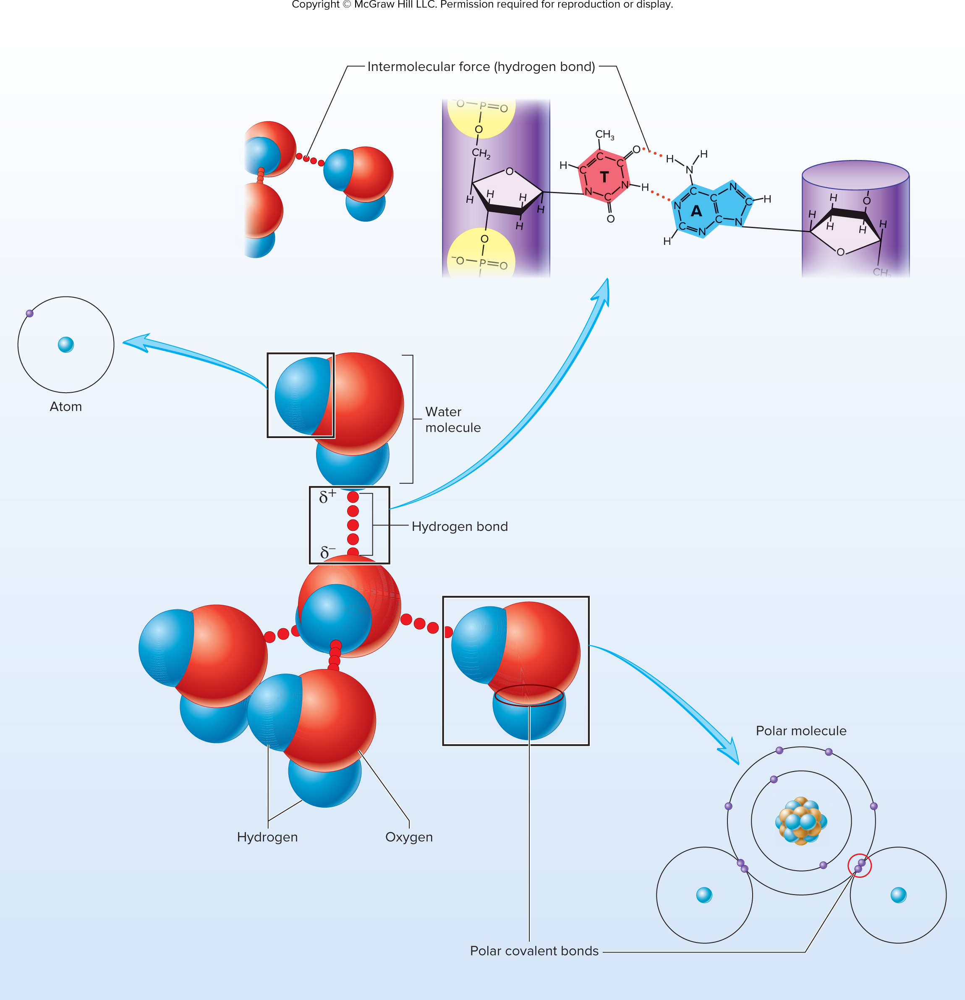 Copyright © McGraw Hill LLC. Permission required for reproduction or display.
Intermolecular force (hydrogen bond)
⁻O P O
O
CH₂
O
H H H H
H
O
⁻O P O
CH₃
H C C C O
T
N C N H
O
H H
N
N C C N C H
A
C N C N
H
H O
H H H H
O
CH₂
Atom
Water
molecule
δ⁺
Hydrogen bond
δ⁻
Polar molecule
Hydrogen
Oxygen
Polar covalent bonds